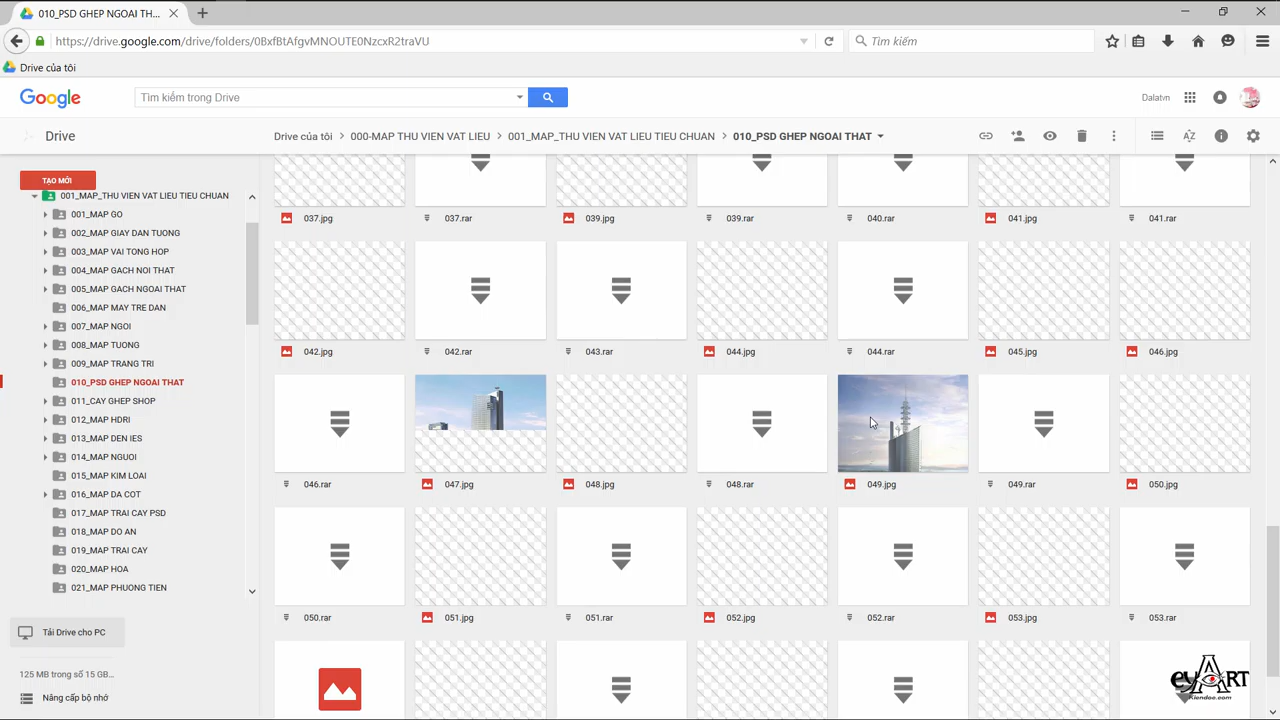 010_PSD GHEP NGOAI TH...
https://drive.google.com/drive/folders/0BxfBtAfgvMNOUTE0NzcxR2traVU
Tìm kiếm
Drive của tôi
Google
Tìm kiếm trong Drive
Dalatvn
Drive
Drive của tôi
000-MAP THU VIEN VAT LIEU
001_MAP_THU VIEN VAT LIEU TIEU CHUAN
010_PSD GHEP NGOAI THAT
TẠO MỚI
001_MAP_THU VIEN VAT LIEU TIEU CHUAN
001_MAP GO
002_MAP GIAY DAN TUONG
003_MAP VAI TONG HOP
004_MAP GACH NOI THAT
005_MAP GACH NGOAI THAT
006_MAP MAY TRE DAN
007_MAP NGOI
008_MAP TUONG
009_MAP TRANG TRI
010_PSD GHEP NGOAI THAT
011_CAY GHEP SHOP
012_MAP HDRI
013_MAP DEN IES
014_MAP NGUOI
015_MAP KIM LOAI
016_MAP DA COT
017_MAP TRAI CAY PSD
018_MAP DO AN
019_MAP TRAI CAY
020_MAP HOA
021_MAP PHUONG TIEN
Tải Drive cho PC
125 MB trong số 15 GB...
Nâng cấp bộ nhớ
037.jpg
037.rar
039.jpg
039.rar
040.rar
041.jpg
041.rar
042.jpg
042.rar
043.rar
044.jpg
044.rar
045.jpg
046.jpg
046.rar
047.jpg
048.jpg
048.rar
049.jpg
049.rar
050.jpg
050.rar
051.jpg
051.rar
052.jpg
052.rar
053.jpg
053.rar
eyART
Kiendec.com